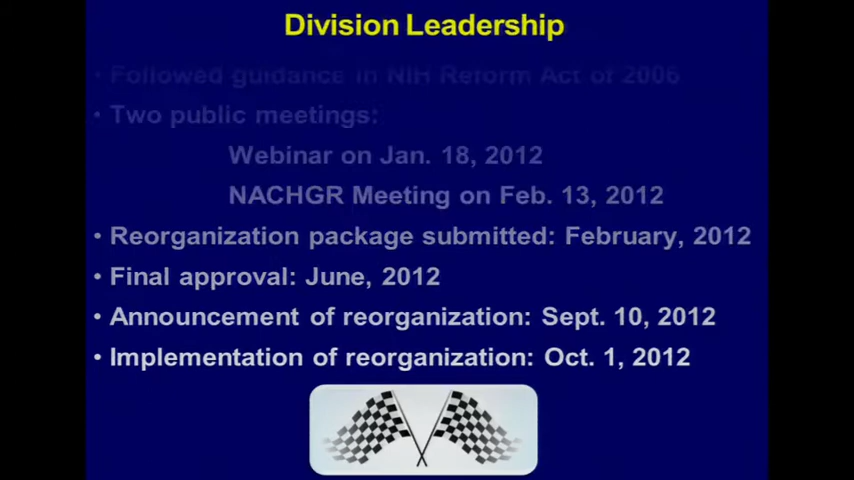 Division Leadership
• Followed guidance in NIH Reform Act of 2006
• Two public meetings:
Webinar on Jan. 18, 2012
NACHGR Meeting on Feb. 13, 2012
• Reorganization package submitted: February, 2012
• Final approval: June, 2012
• Announcement of reorganization: Sept. 10, 2012
• Implementation of reorganization: Oct. 1, 2012